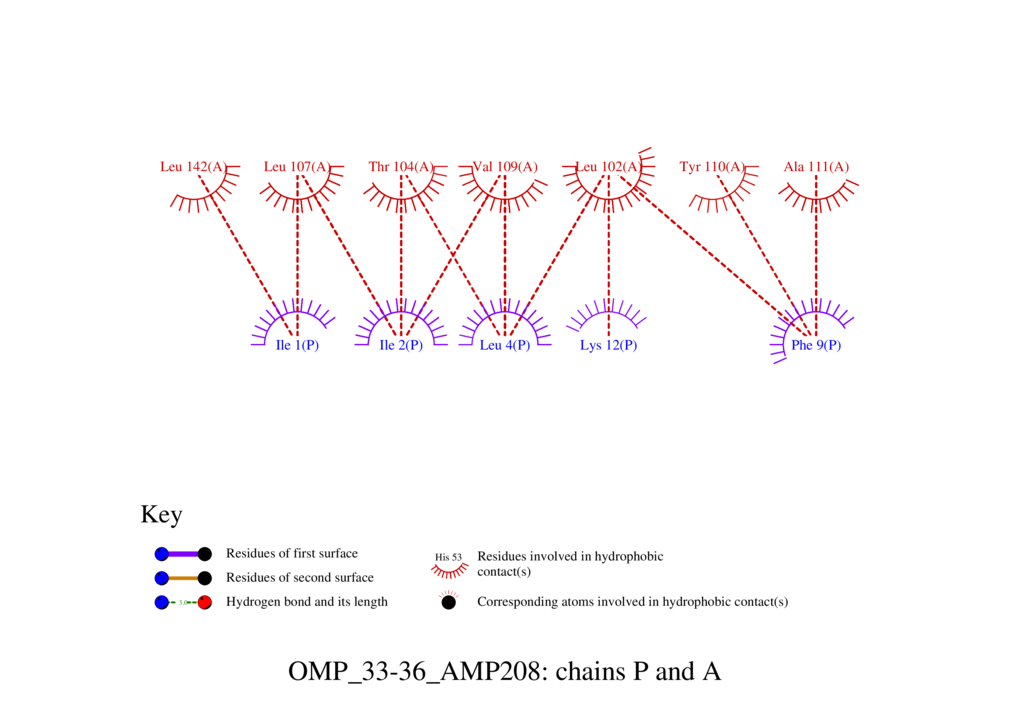 Leu 142(A) Leu 107(A) Thr 104(A) Val 109(A) Leu 102(A) Tyr 110(A) Ala 111(A)
Ile 1(P) Ile 2(P) Leu 4(P) Lys 12(P) Phe 9(P)
Key
Residues of first surface
Residues of second surface
3.0
Hydrogen bond and its length
His 53
Residues involved in hydrophobic
contact(s)
Corresponding atoms involved in hydrophobic contact(s)
OMP_33-36_AMP208: chains P and A